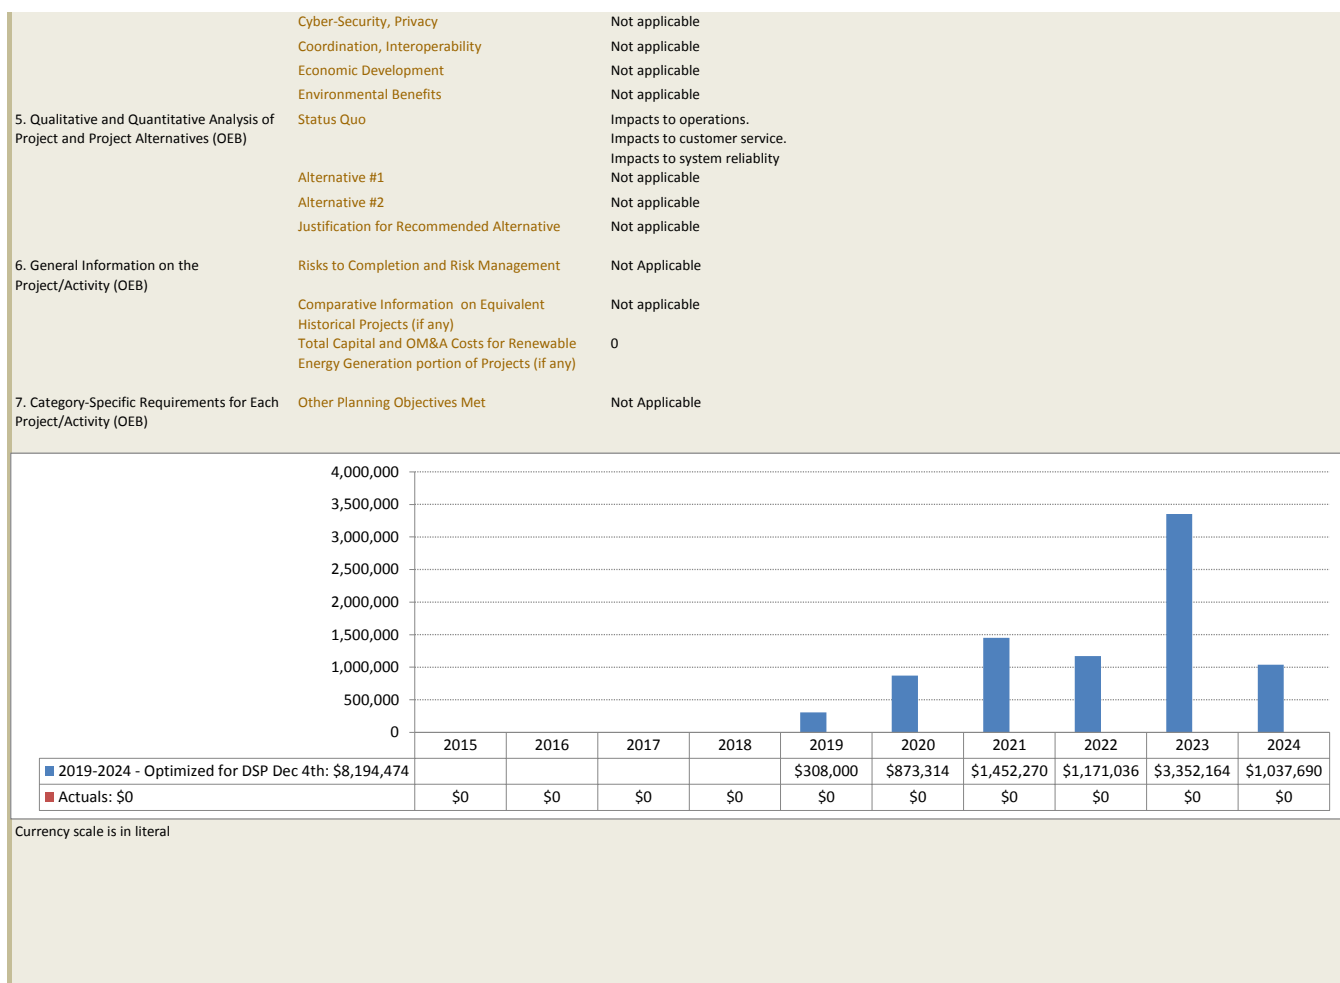 Cyber-Security, Privacy Not applicable
Coordination, Interoperability Not applicable
Economic Development Not applicable
Environmental Benefits Not applicable
5. Qualitative and Quantitative Analysis of Status Quo Impacts to operations.
Project and Project Alternatives (OEB) Impacts to customer service.
Impacts to system reliablity
Alternative #1 Not applicable
Alternative #2 Not applicable
Justification for Recommended Alternative Not applicable
6. General Information on the Risks to Completion and Risk Management Not Applicable
Project/Activity (OEB)
Comparative Information on Equivalent Not applicable
Historical Projects (if any)
Total Capital and OM&A Costs for Renewable 0
Energy Generation portion of Projects (if any)
7. Category-Specific Requirements for Each Other Planning Objectives Met Not Applicable
Project/Activity (OEB)
4,000,000
3,500,000
3,000,000
2,500,000
2,000,000
1,500,000
1,000,000
500,000
0
2015 2016 2017 2018 2019 2020 2021 2022 2023 2024
2019-2024 - Optimized for DSP Dec 4th: $8,194,474 $308,000 $873,314 $1,452,270 $1,171,036 $3,352,164 $1,037,690
Actuals: $0 $0 $0 $0 $0 $0 $0 $0 $0 $0 $0
Currency scale is in literal